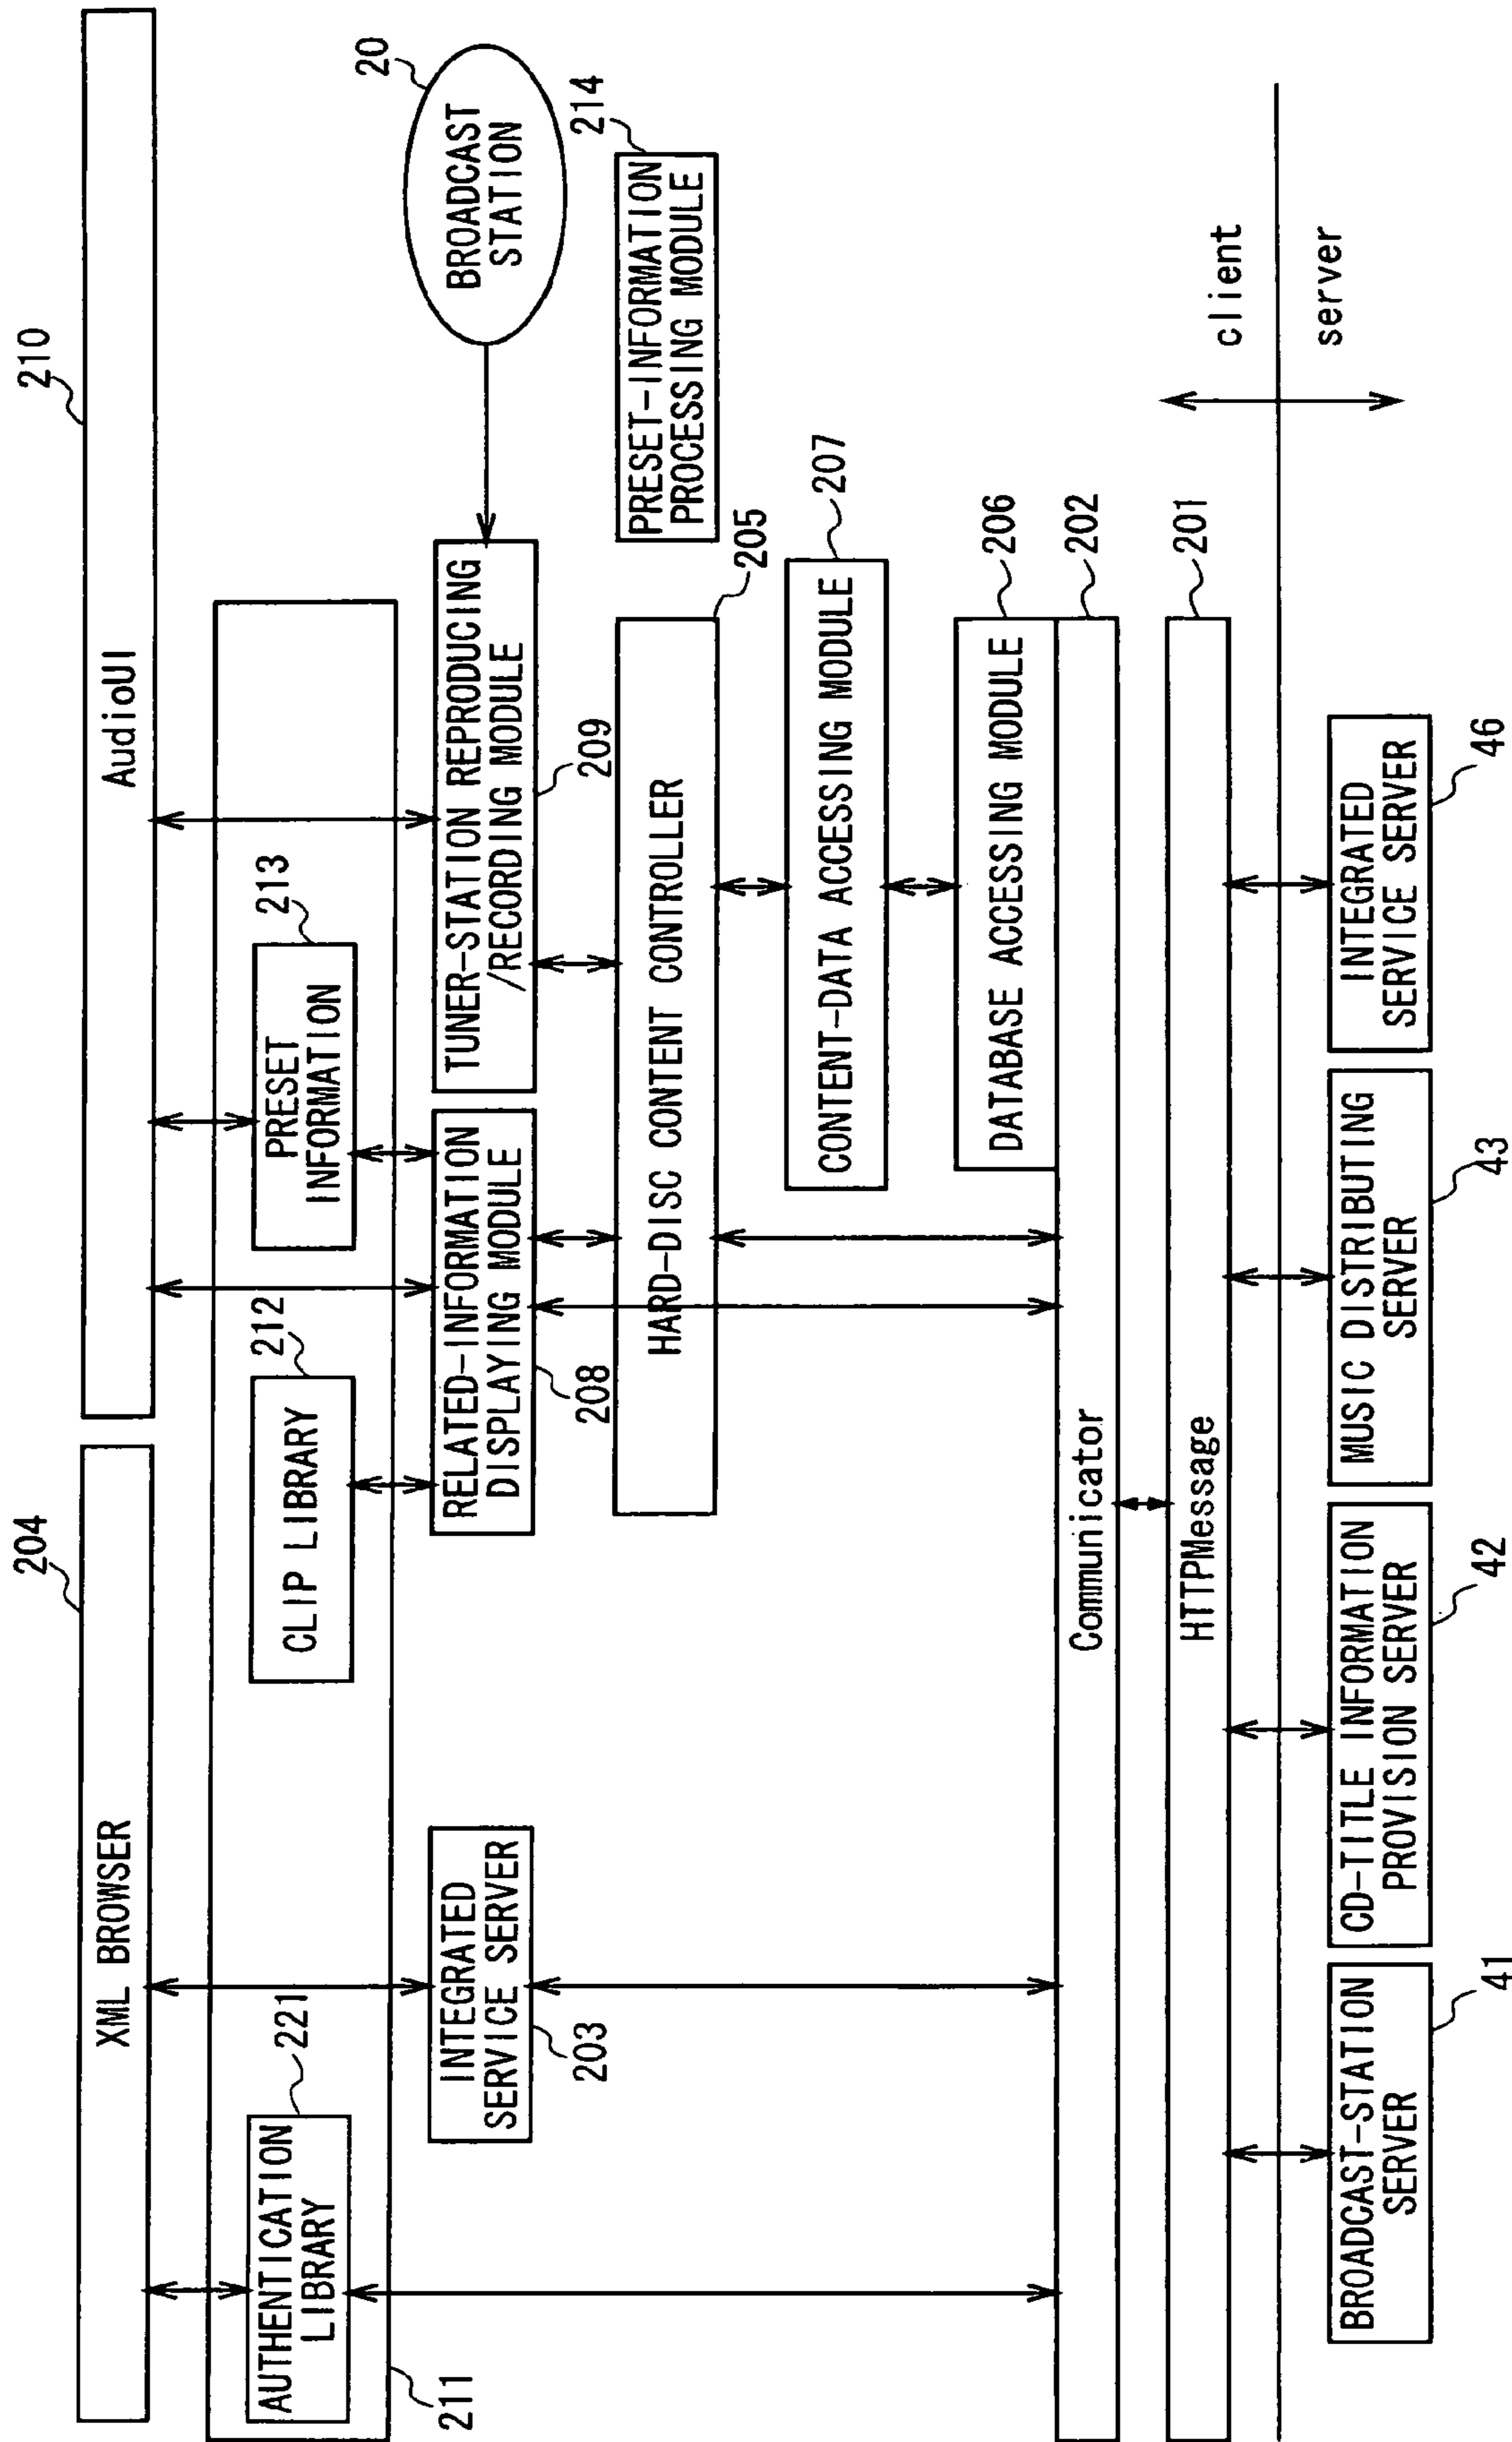 204
XML BROWSER
210
AudioUI
AUTHENTICATION
LIBRARY
221
211
CLIP LIBRARY
212
PRESET
INFORMATION
213
INTEGRATED
SERVICE SERVER
203
RELATED-INFORMATION
DISPLAYING MODULE
208
TUNER-STATION REPRODUCING
/RECORDING MODULE
209
BROADCAST
STATION
20
HARD-DISC CONTENT CONTROLLER
205
PRESET-INFORMATION
PROCESSING MODULE
214
CONTENT-DATA ACCESSING MODULE
207
DATABASE ACCESSING MODULE
206
Communicator
202
HTTPMessage
201
client
server
BROADCAST-STATION
SERVER
41
CD-TITLE INFORMATION
PROVISION SERVER
42
MUSIC DISTRIBUTING
SERVER
43
INTEGRATED
SERVICE SERVER
46